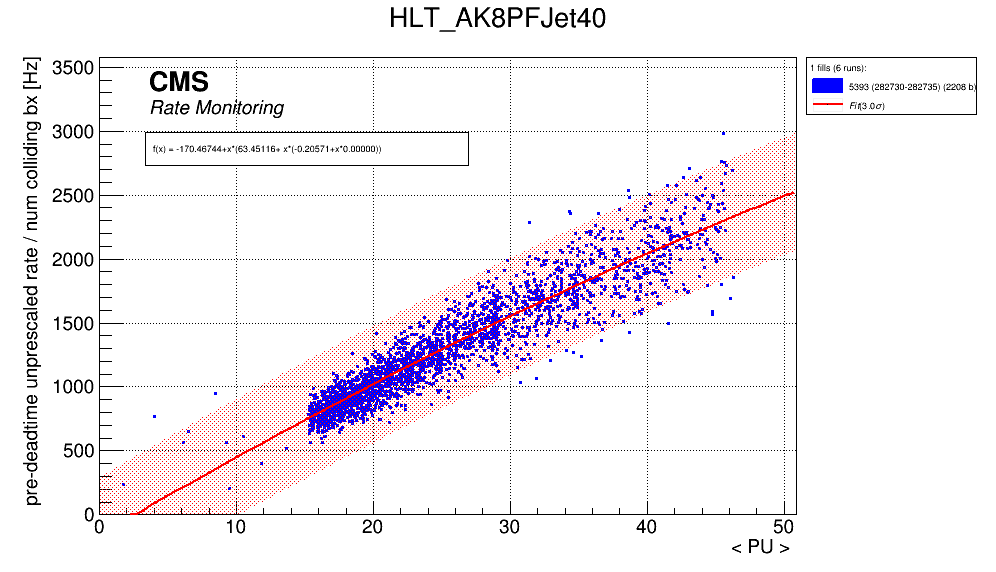 HLT_AK8PFJet40
pre-deadtime unprescaled rate / num colliding bx [Hz]
3500
3000
2500
2000
1500
1000
500
0
CMS
Rate Monitoring
f(x) = -170.46744+x*(63.45116+ x*(-0.20571+x*0.00000))
0 10 20 30 40 50
< PU >
1 fills (6 runs):
5393 (282730-282735) (2208 b)
Fit(3.0σ)